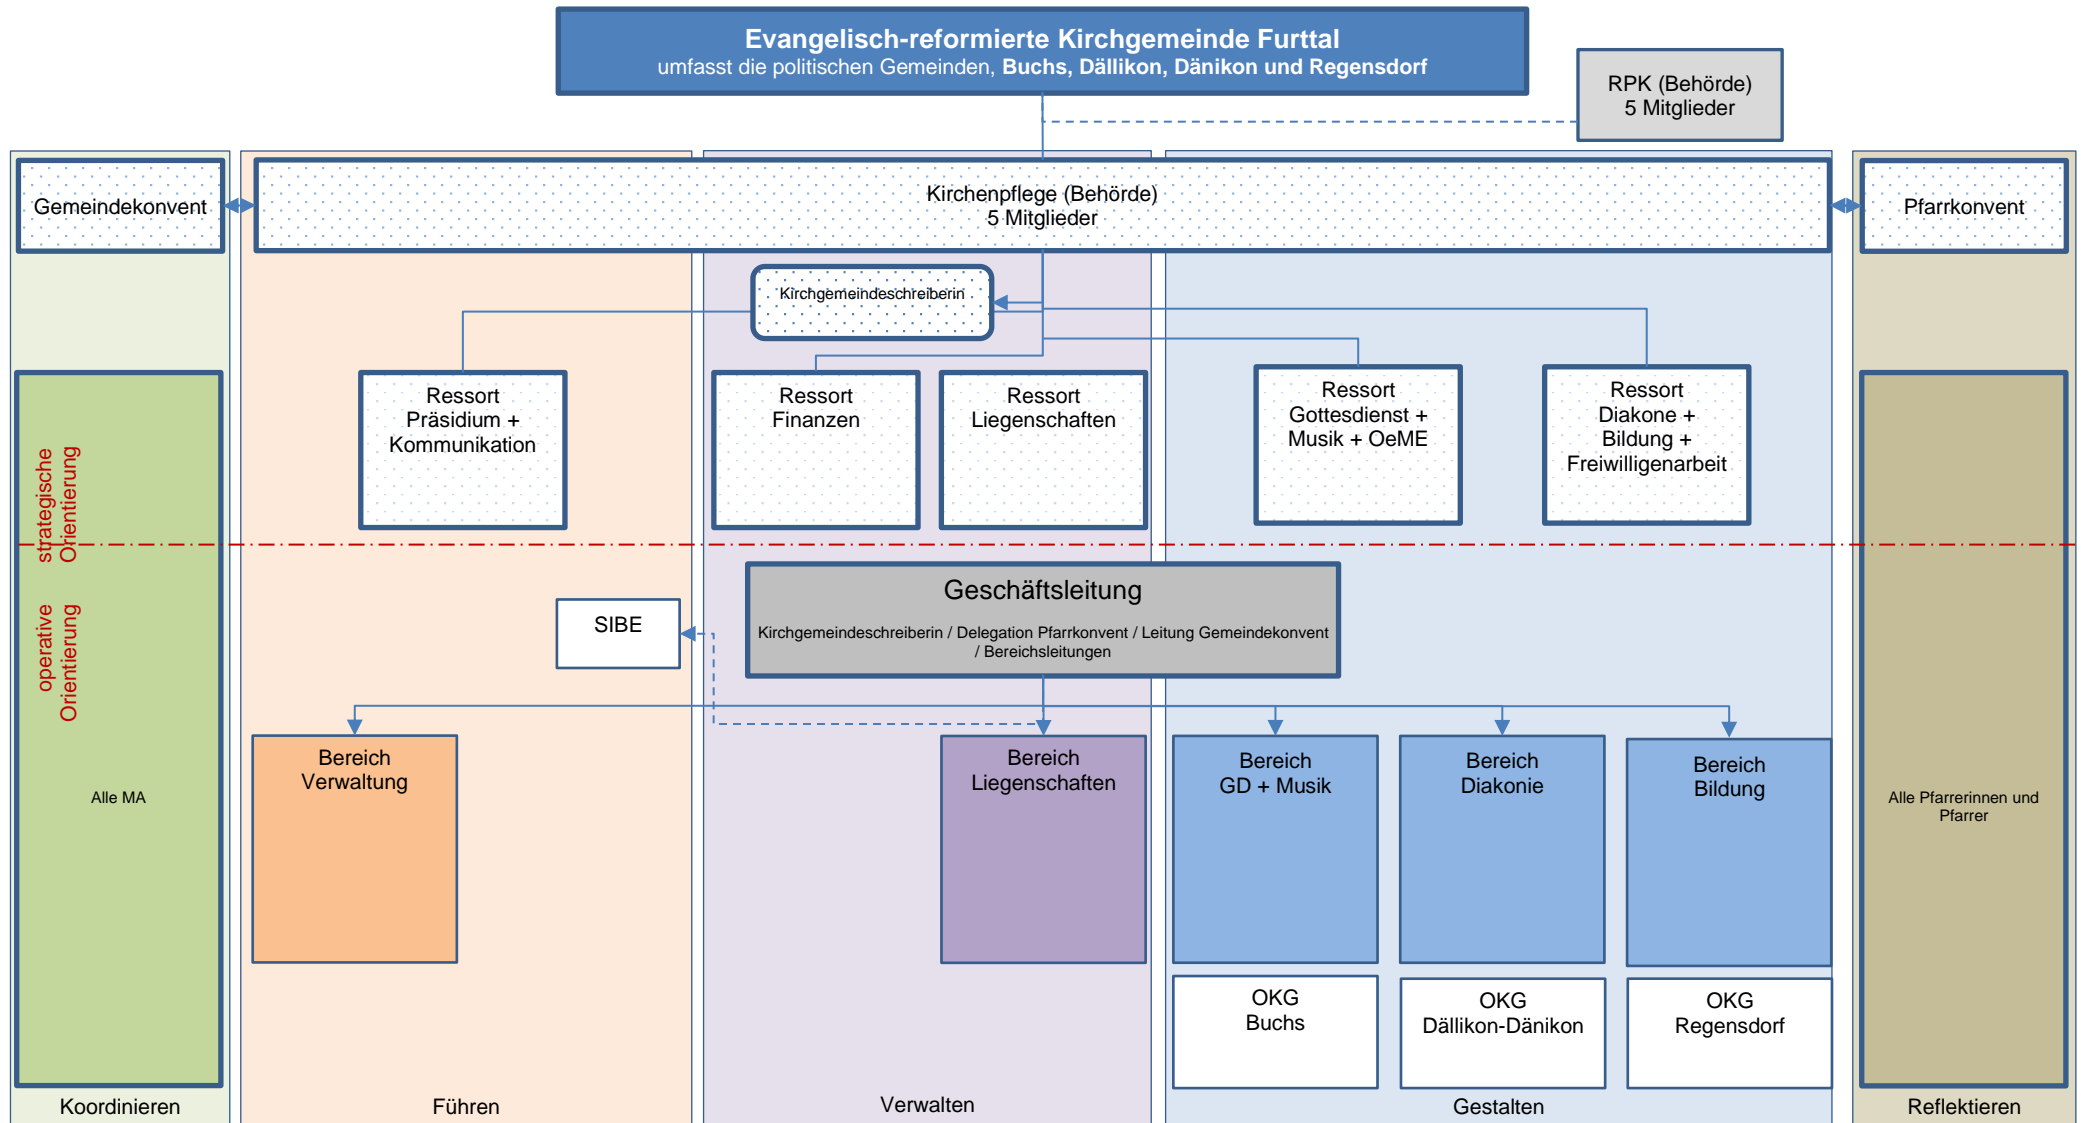 Evangelisch-reformierte Kirchgemeinde Furttal
umfasst die politischen Gemeinden, Buchs, Dällikon, Dänikon und Regensdorf
RPK (Behörde)
5 Mitglieder
Gemeindekonvent
Kirchenpflege (Behörde)
5 Mitglieder
Pfarrkonvent
Kirchgemeindeschreiberin
Ressort
Präsidium +
Kommunikation
Ressort
Finanzen
Ressort
Liegenschaften
Ressort
Gottesdienst +
Musik + OeME
Ressort
Diakone +
Bildung +
Freiwilligenarbeit
strategische
Orientierung
operative
Orientierung
Geschäftsleitung
Kirchgemeindeschreiberin / Delegation Pfarrkonvent / Leitung Gemeindekonvent
/ Bereichsleitungen
SIBE
Bereich
Verwaltung
Bereich
Liegenschaften
Bereich
GD + Musik
Bereich
Diakonie
Bereich
Bildung
Alle MA
Alle Pfarrerinnen und
Pfarrer
OKG
Buchs
OKG
Dällikon-Dänikon
OKG
Regensdorf
Koordinieren
Führen
Verwalten
Gestalten
Reflektieren